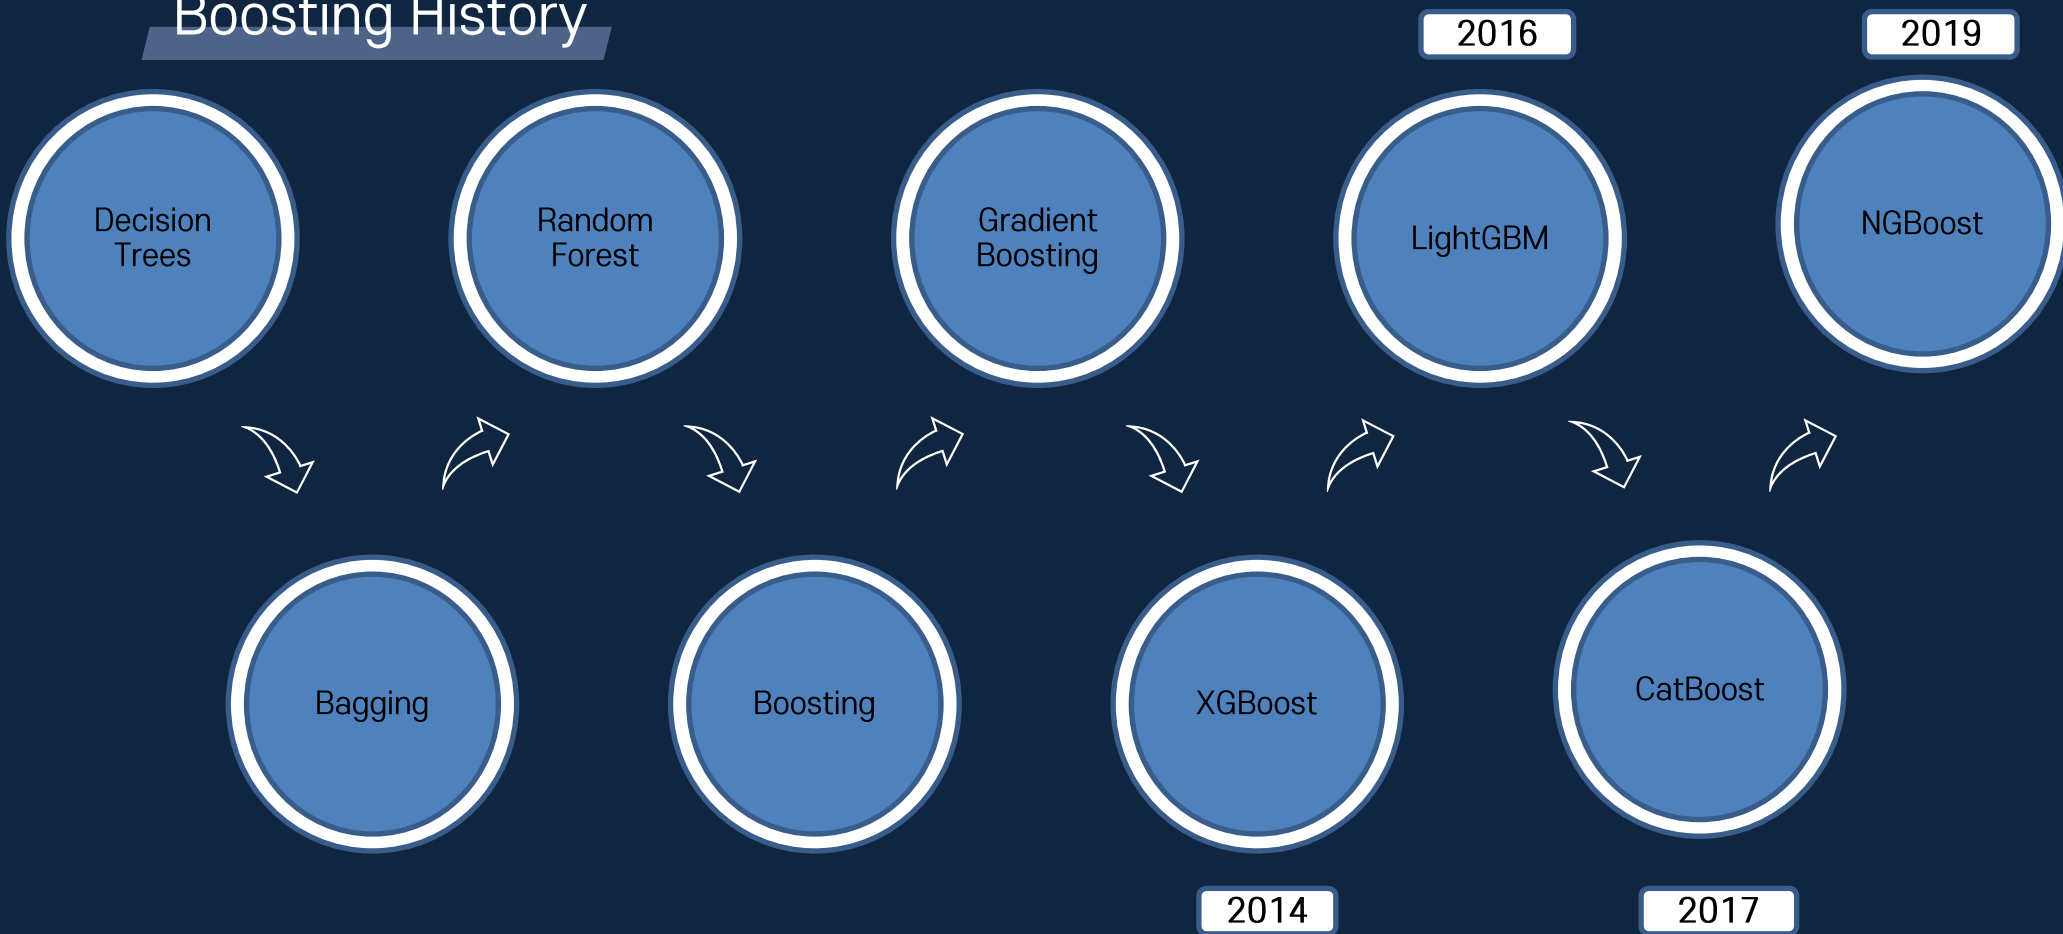 Boosting History
2016
2019
Decision
Trees
Random
Forest
Gradient
Boosting
LightGBM
NGBoost
Bagging
Boosting
XGBoost
CatBoost
2014
2017